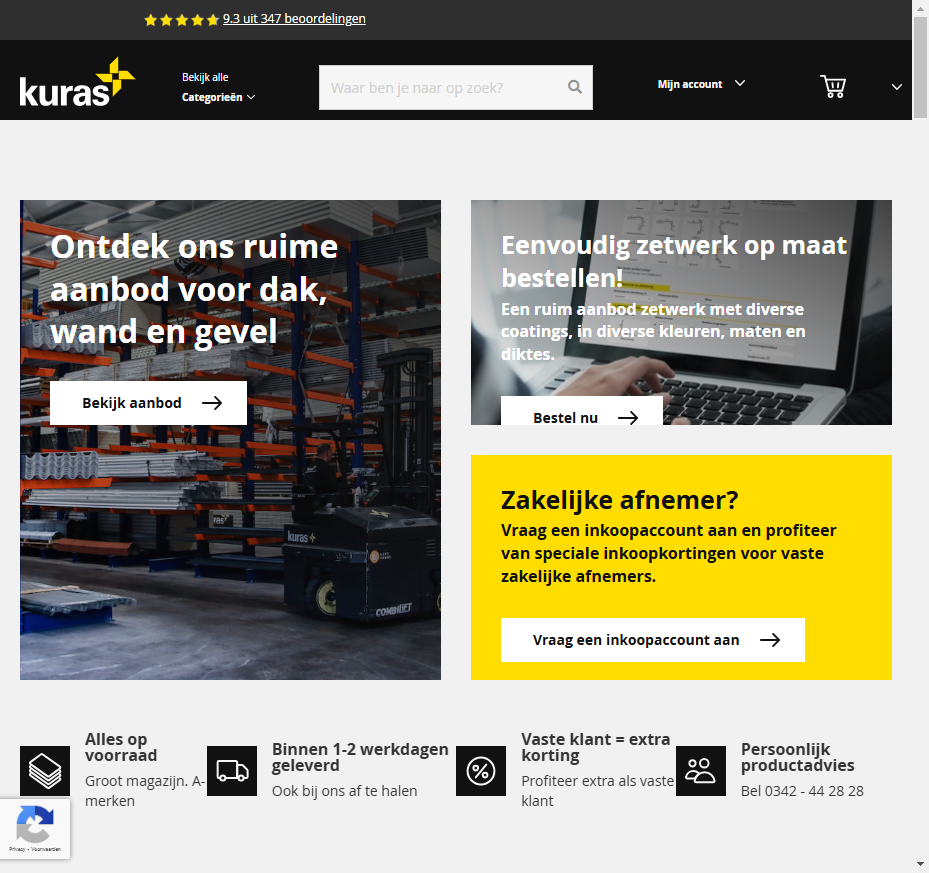 9.3 uit 347 beoordelingen
kuras
Bekijk alle
Categorieën
Waar ben je naar op zoek?
Mijn account
Ontdek ons ruime
aanbod voor dak,
wand en gevel
Bekijk aanbod
kuras
kuras
COMBILIFT
Eenvoudig zetwerk op maat
bestellen!
Een ruim aanbod zetwerk met diverse
coatings, in diverse kleuren, maten en
diktes.
Bestel nu
Zakelijke afnemer?
Vraag een inkoopaccount aan en profiteer
van speciale inkoopkortingen voor vaste
zakelijke afnemers.
Vraag een inkoopaccount aan
Alles op
voorraad
Groot magazijn. A-
merken
Binnen 1-2 werkdagen
geleverd
Ook bij ons af te halen
Vaste klant = extra
korting
Profiteer extra als vaste
klant
Persoonlijk
productadvies
Bel 0342 - 44 28 28
Privacy - Voorwaarden